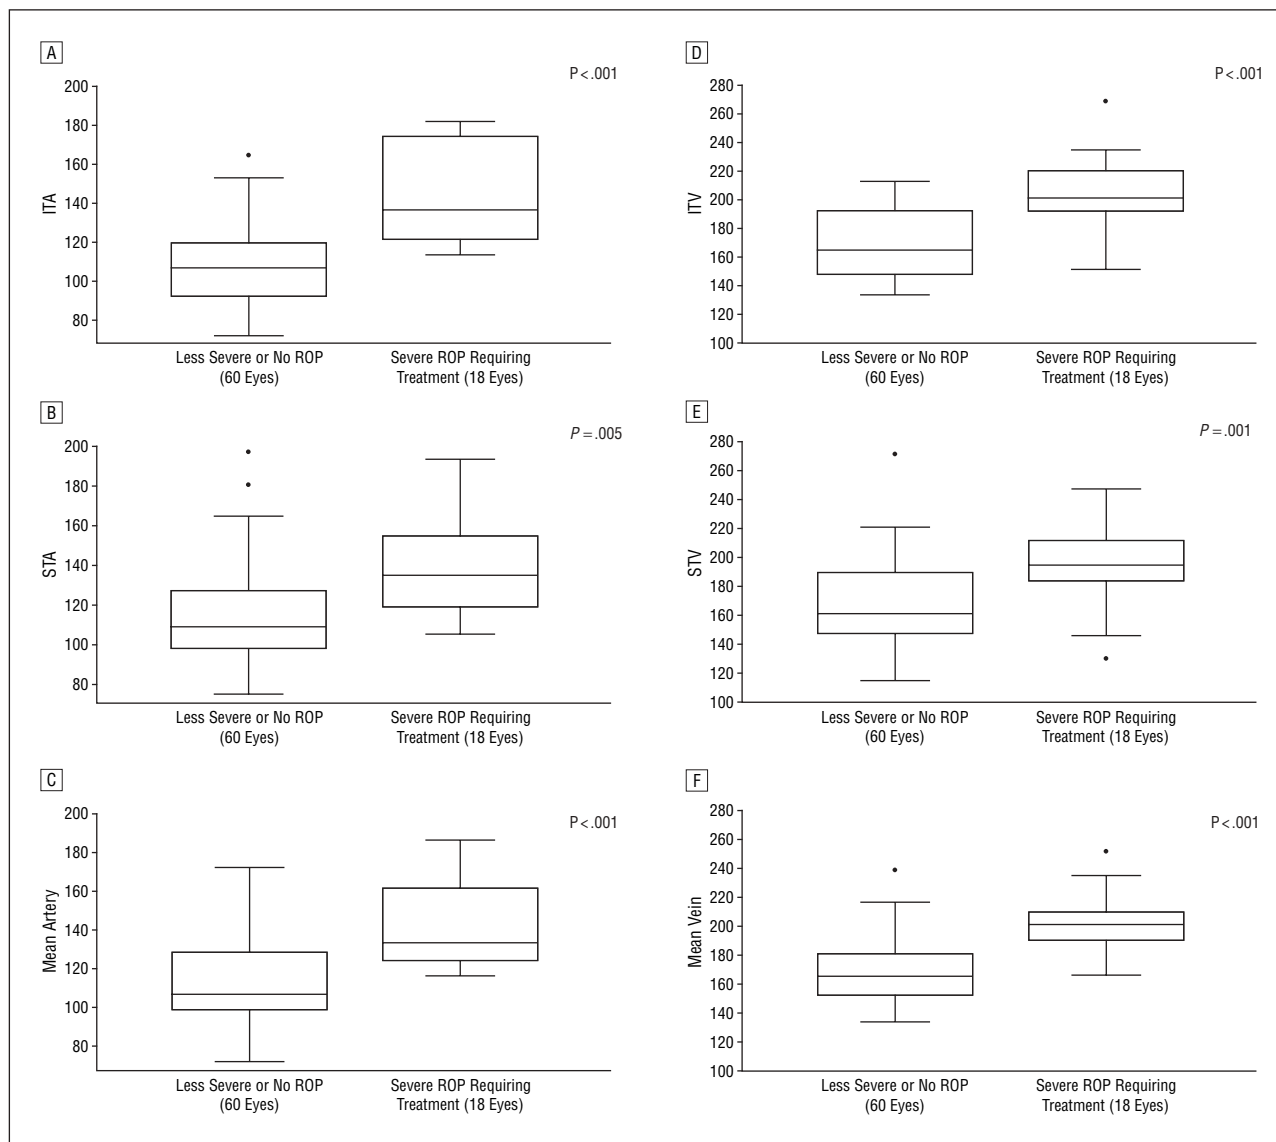 A
P<.001
200
180
160
140
120
100
80
ITA
Less Severe or No ROP
(60 Eyes)
Severe ROP Requiring
Treatment (18 Eyes)
B
P=.005
200
180
160
140
120
100
80
STA
Less Severe or No ROP
(60 Eyes)
Severe ROP Requiring
Treatment (18 Eyes)
C
P<.001
200
180
160
140
120
100
80
Mean Artery
Less Severe or No ROP
(60 Eyes)
Severe ROP Requiring
Treatment (18 Eyes)
D
P<.001
280
260
240
220
200
180
160
140
120
100
ITV
Less Severe or No ROP
(60 Eyes)
Severe ROP Requiring
Treatment (18 Eyes)
E
P=.001
280
260
240
220
200
180
160
140
120
100
STV
Less Severe or No ROP
(60 Eyes)
Severe ROP Requiring
Treatment (18 Eyes)
F
P<.001
280
260
240
220
200
180
160
140
120
100
Mean Vein
Less Severe or No ROP
(60 Eyes)
Severe ROP Requiring
Treatment (18 Eyes)